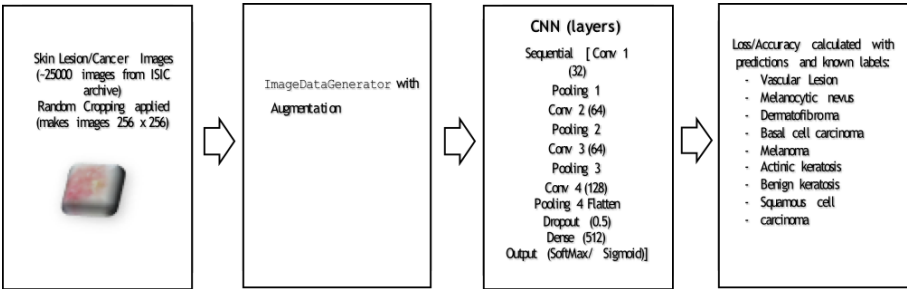 Skin Lesion/Cancer Images
(~25000 images from ISIC
archive)
Random Cropping applied
(makes images 256 x 256)
ImageDataGenerator with
Augmentation
CNN (layers)
Sequential [ Conv 1
(32)
Pooling 1
Conv 2 (64)
Pooling 2
Conv 3 (64)
Pooling 3
Conv 4 (128)
Pooling 4 Flatten
Dropout (0.5)
Dense (512)
Output (SoftMax/ Sigmoid)]
Loss/Accuracy calculated with
predictions and known labels:
- Vascular Lesion
- Melanocytic nevus
- Dermatofibroma
- Basal cell carcinoma
- Melanoma
- Actinic keratosis
- Benign keratosis
- Squamous cell
- carcinoma